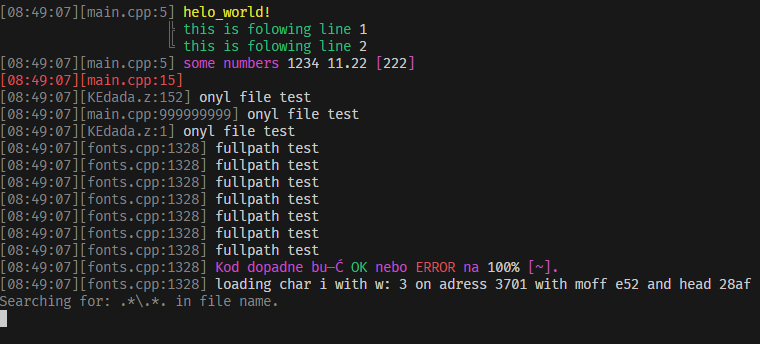 [08:49:07][main.cpp:5] helo_world!
╠ this is folowing line 1
╚ this is folowing line 2
[08:49:07][main.cpp:5] some numbers 1234 11.22 [222]
[08:49:07][main.cpp:15]
[08:49:07][KEdada.z:152] onyl file test
[08:49:07][main.cpp:999999999] onyl file test
[08:49:07][KEdada.z:1] onyl file test
[08:49:07][fonts.cpp:1328] fullpath test
[08:49:07][fonts.cpp:1328] fullpath test
[08:49:07][fonts.cpp:1328] fullpath test
[08:49:07][fonts.cpp:1328] fullpath test
[08:49:07][fonts.cpp:1328] fullpath test
[08:49:07][fonts.cpp:1328] fullpath test
[08:49:07][fonts.cpp:1328] fullpath test
[08:49:07][fonts.cpp:1328] Kod dopadne bu─Ć OK nebo ERROR na 100% [~].
[08:49:07][fonts.cpp:1328] loading char i with w: 3 on adress 3701 with moff e52 and head 28af
Searching for: .*\.*. in file name.